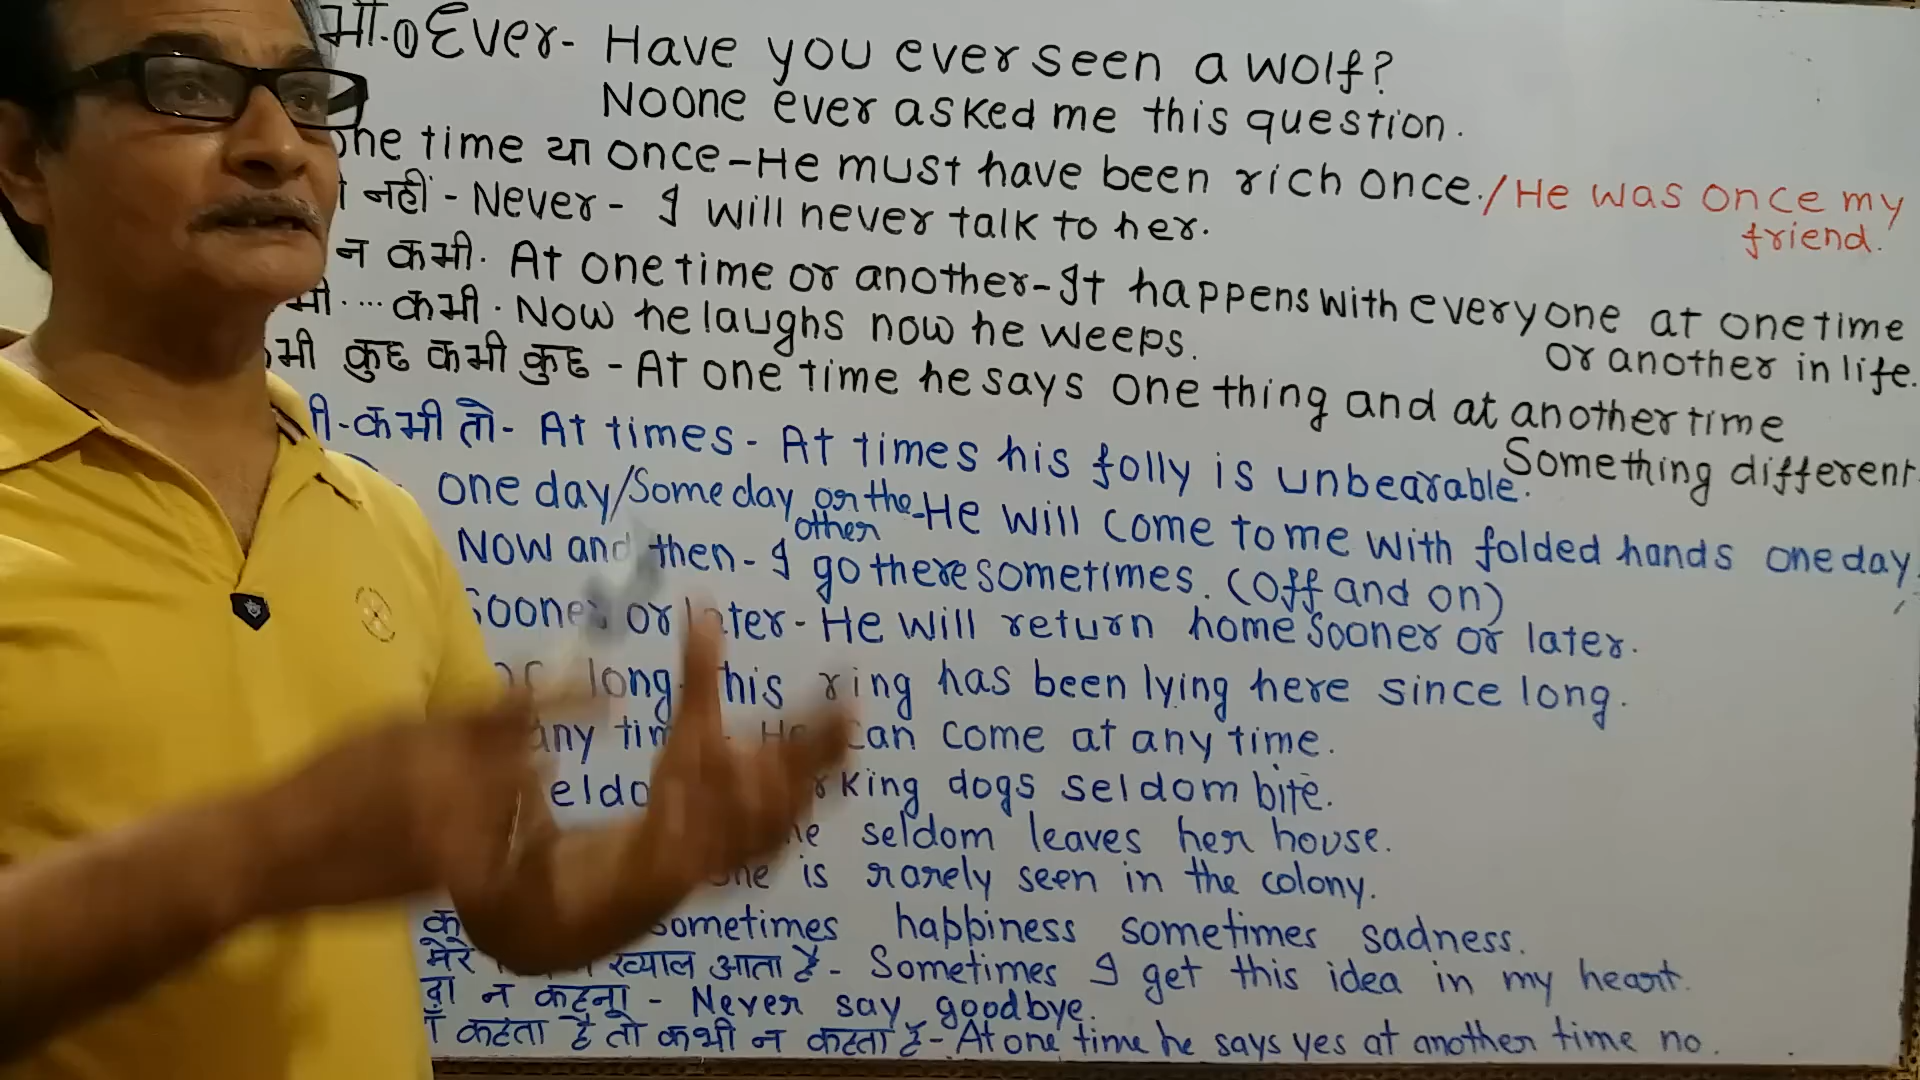 ① Ever- Have you ever seen a wolf?
Noone ever asked me this question.
one time या once-He must have been rich once./He was once my friend.
नहीं - Never - I will never talk to her.
न कभी. At one time or another-It happens with everyone at one time or another in life.
कभी. Now he laughs now he weeps.
कुछ कभी कुछ - At one time he says one thing and at another time Something different
कभी तो- At times - At times his folly is unbearable.
one day/Some day or the other-He will come to me with folded hands one day.
Now and then- I go there sometimes. (off and on)
Sooner or later- He will return home sooner or later.
long. This ring has been lying here since long.
any time - He can come at any time.
dogs seldom bite.
seldom leaves her house.
is rarely seen in the colony.
sometimes happiness sometimes sadness.
मेरे ख्याल आता है - Sometimes I get this idea in my heart.
न कहना - Never say goodbye.
कहता है तो कभी न कहता है - At one time he says yes at another time no.